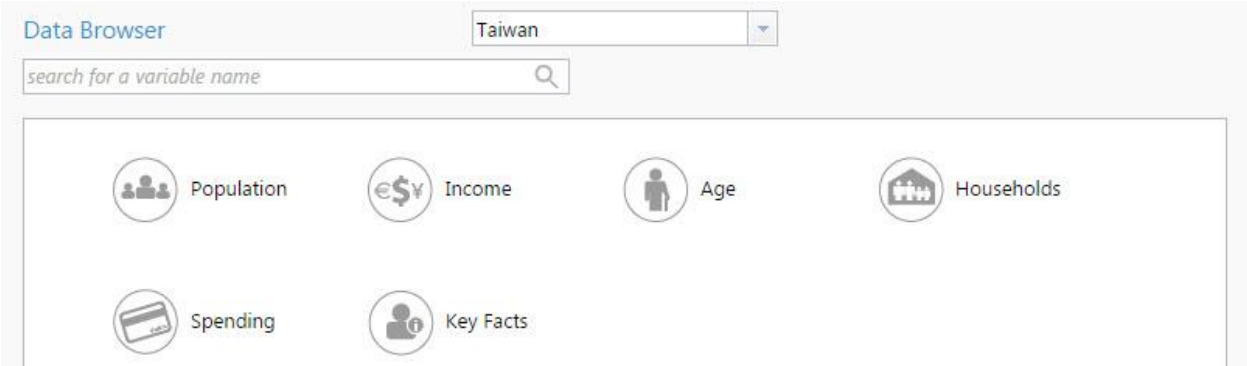 Data Browser
Taiwan
search for a variable name
Population
€$¥ Income
Age
Households
Spending
Key Facts